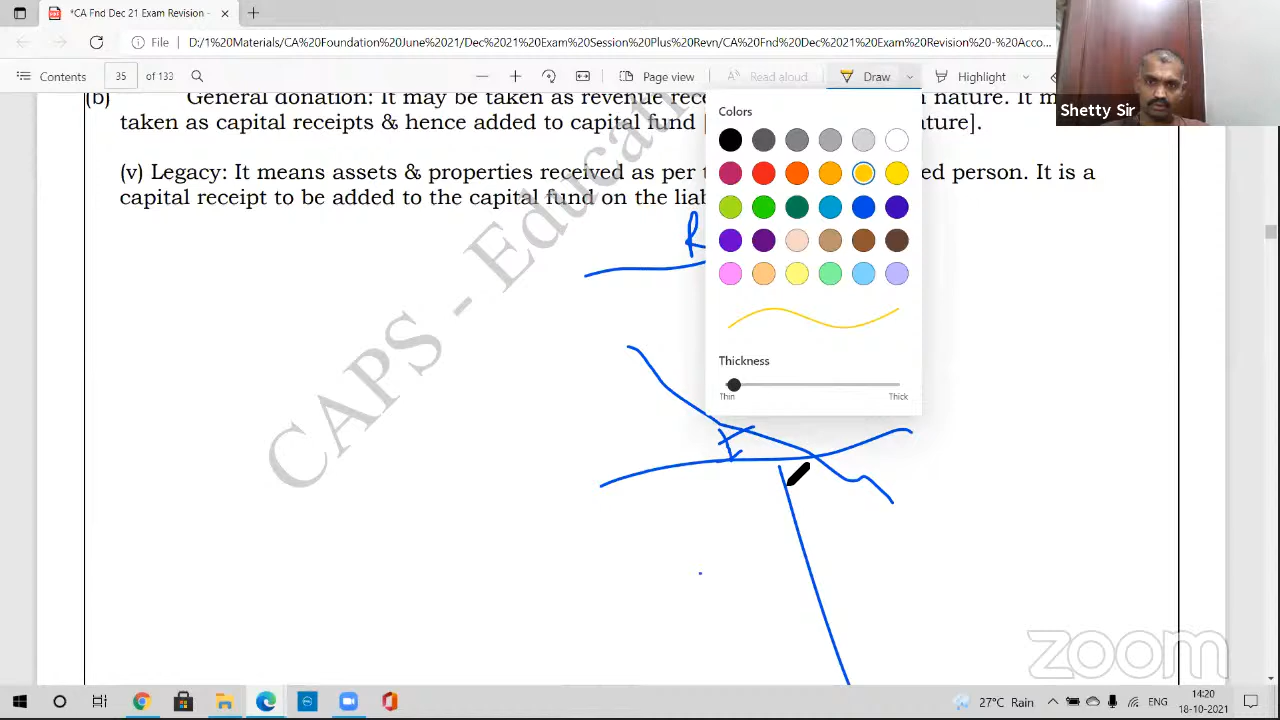 *CA Fnd Dec 21 Exam Revision -
File
D:/1%20Materials/CA%20Foundation%20June%2021/Dec%2021%20Exam%20Session%20Plus%20Revn/CA%20Fnd%20Dec%2021%20Exam%20Revision%20-%20Acco...
Contents
35
of 133
Page view
Read aloud
Draw
Highlight
Shetty Sir
(b) General donation: It may be taken as revenue rece nature. It m
taken as capital receipts & hence added to capital fund [ ature].
(v) Legacy: It means assets & properties received as per t ed person. It is a
capital receipt to be added to the capital fund on the liab
Colors
Thickness
Thin
Thick
R
CAPS - Educat
zoom
27°C Rain
ENG
14:20
18-10-2021